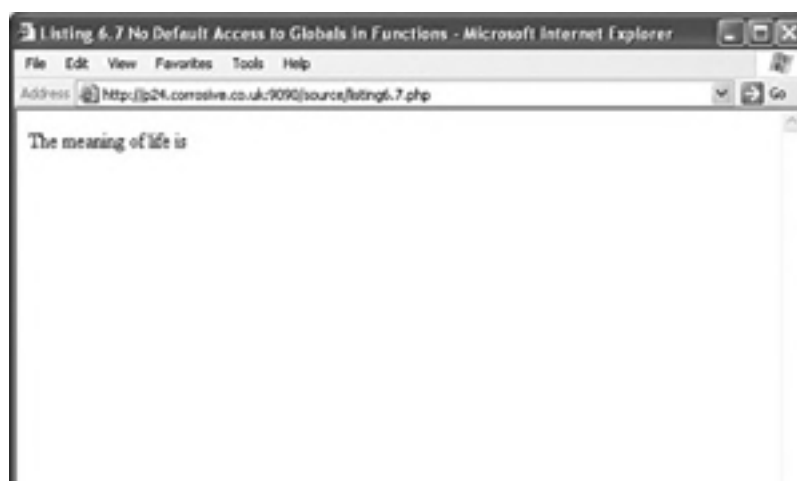 Listing 6.7 No Default Access to Globals in Functions - Microsoft Internet Explorer
File Edit View Favorites Tools Help
Address http://p24.corrosive.co.uk:9090/source/listing6.7.php Go
The meaning of life is